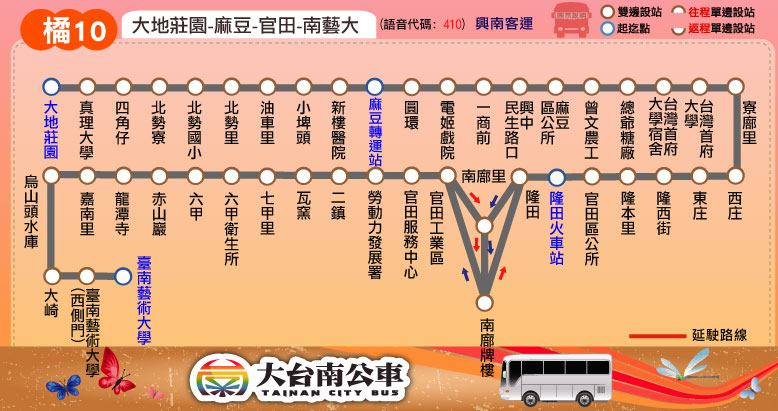 橘10
大地莊園-麻豆-官田-南藝大
(語音代碼: 410)
興南客運
雙邊設站
往程單邊設站
起迄點
返程單邊設站
大地莊園
真理大學
四角仔
北勢寮
北勢國小
北勢里
油車里
小埤頭
新樓醫院
麻豆轉運站
圓環
電姬戲院
一商前
興中
民生路口
麻豆
區公所
曾文農工
總爺糖廠
台灣首府
大學宿舍
台灣首府
大學
寮廍里
烏山頭水庫
嘉南里
龍潭寺
赤山巖
六甲
六甲衛生所
七甲里
瓦窯
二鎮
勞動力發展署
官田服務中心
官田工業區
南廍里
隆田
隆田火車站
官田區公所
隆本里
隆西街
東庄
西庄
大崎
臺南藝術大學
(西側門)
臺南藝術大學
南廍牌樓
延駛路線
大台南公車
TAINAN CITY BUS